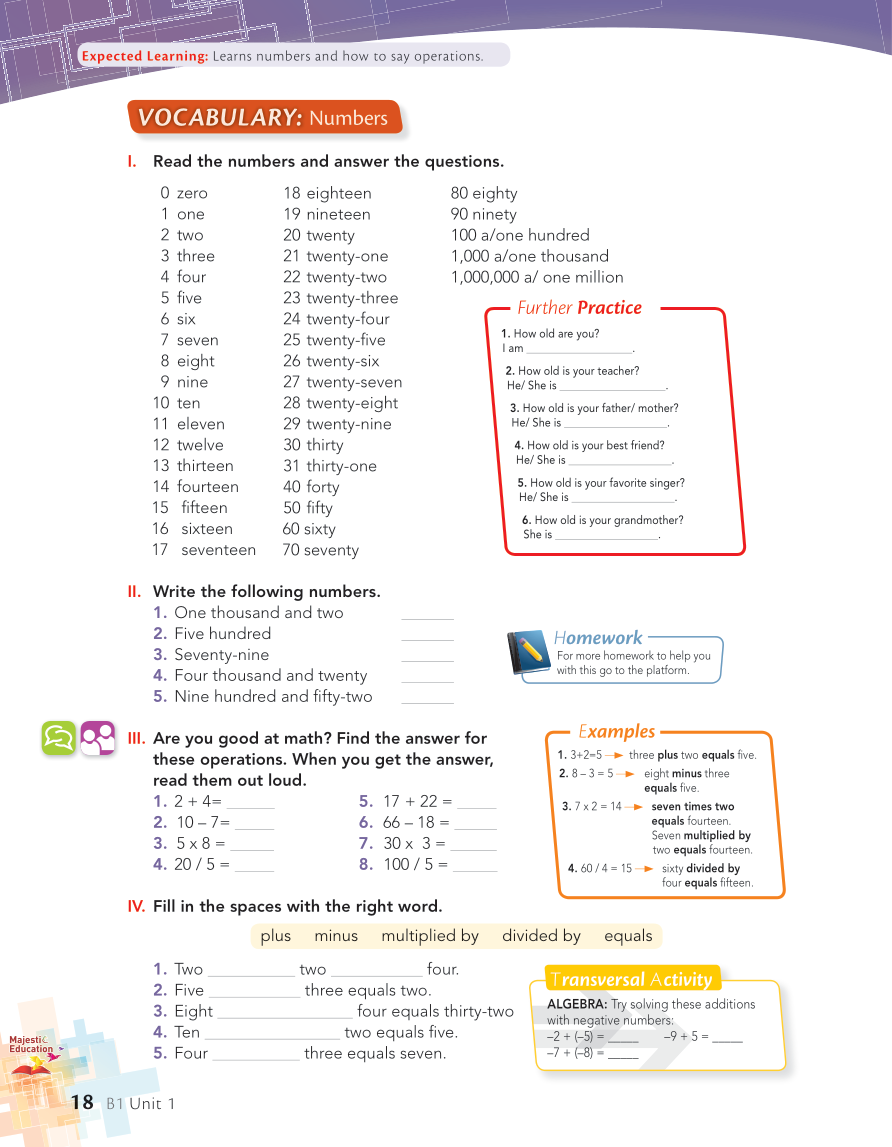 Expected Learning: Learns numbers and how to say operations.
VOCABULARY: Numbers
I. Read the numbers and answer the questions.
0 zero
1 one
2 two
3 three
4 four
5 five
6 six
7 seven
8 eight
9 nine
10 ten
11 eleven
12 twelve
13 thirteen
14 fourteen
15 fifteen
16 sixteen
17 seventeen
18 eighteen
19 nineteen
20 twenty
21 twenty-one
22 twenty-two
23 twenty-three
24 twenty-four
25 twenty-five
26 twenty-six
27 twenty-seven
28 twenty-eight
29 twenty-nine
30 thirty
31 thirty-one
40 forty
50 fifty
60 sixty
70 seventy
80 eighty
90 ninety
100 a/one hundred
1,000 a/one thousand
1,000,000 a/ one million
Further Practice
1. How old are you?
I am ________________.
2. How old is your teacher?
He/ She is ________________.
3. How old is your father/ mother?
He/ She is ________________.
4. How old is your best friend?
He/ She is ________________.
5. How old is your favorite singer?
He/ She is ________________.
6. How old is your grandmother?
She is ________________.
II. Write the following numbers.
1. One thousand and two ______
2. Five hundred ______
3. Seventy-nine ______
4. Four thousand and twenty ______
5. Nine hundred and fifty-two ______
Homework
For more homework to help you
with this go to the platform.
III. Are you good at math? Find the answer for
these operations. When you get the answer,
read them out loud.
1. 2 + 4= ______
2. 10 – 7= ______
3. 5 x 8 = ______
4. 20 / 5 = ______
5. 17 + 22 = ______
6. 66 – 18 = ______
7. 30 x 3 = ______
8. 100 / 5 = ______
Examples
1. 3+2=5 → three plus two equals five.
2. 8 – 3 = 5 → eight minus three
equals five.
3. 7 x 2 = 14 → seven times two
equals fourteen.
Seven multiplied by
two equals fourteen.
4. 60 / 4 = 15 → sixty divided by
four equals fifteen.
IV. Fill in the spaces with the right word.
plus minus multiplied by divided by equals
1. Two __________ two __________ four.
2. Five __________ three equals two.
3. Eight ______________ four equals thirty-two
4. Ten ______________ two equals five.
5. Four __________ three equals seven.
Transversal Activity
ALGEBRA: Try solving these additions
with negative numbers:
–2 + (–5) = _____ –9 + 5 = _____
–7 + (–8) = _____
Majestic
Education
18 B1 Unit 1